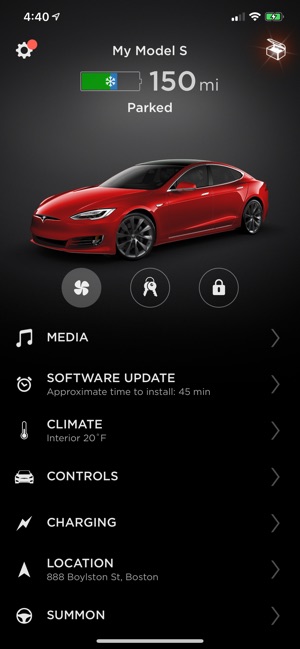 4:40
My Model S
150 mi
Parked
MEDIA
SOFTWARE UPDATE
Approximate time to install: 45 min
CLIMATE
Interior 20°F
CONTROLS
CHARGING
LOCATION
888 Boylston St, Boston
SUMMON